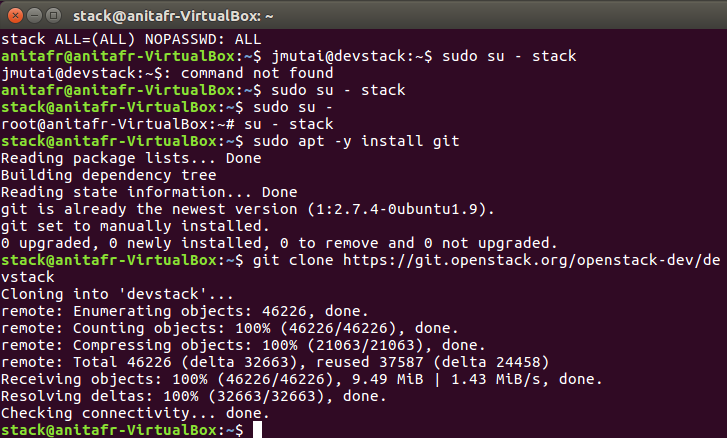 stack@anitafr-VirtualBox: ~
stack ALL=(ALL) NOPASSWD: ALL
anitafr@anitafr-VirtualBox:~$ jmutai@devstack:~$ sudo su - stack
jmutai@devstack:~$: command not found
anitafr@anitafr-VirtualBox:~$ sudo su - stack
stack@anitafr-VirtualBox:~$ sudo su -
root@anitafr-VirtualBox:~# su - stack
stack@anitafr-VirtualBox:~$ sudo apt -y install git
Reading package lists... Done
Building dependency tree
Reading state information... Done
git is already the newest version (1:2.7.4-0ubuntu1.9).
git set to manually installed.
0 upgraded, 0 newly installed, 0 to remove and 0 not upgraded.
stack@anitafr-VirtualBox:~$ git clone https://git.openstack.org/openstack-dev/de
vstack
Cloning into 'devstack'...
remote: Enumerating objects: 46226, done.
remote: Counting objects: 100% (46226/46226), done.
remote: Compressing objects: 100% (21063/21063), done.
remote: Total 46226 (delta 32663), reused 37587 (delta 24458)
Receiving objects: 100% (46226/46226), 9.49 MiB | 1.43 MiB/s, done.
Resolving deltas: 100% (32663/32663), done.
Checking connectivity... done.
stack@anitafr-VirtualBox:~$